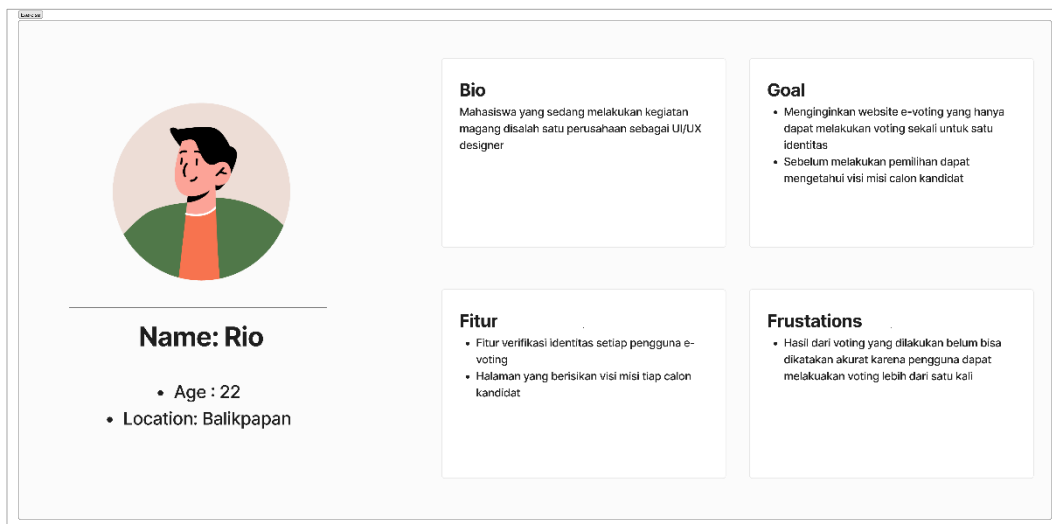 Name: Rio
Age : 22
Location: Balikpapan
Bio
Mahasiswa yang sedang melakukan kegiatan
magang disalah satu perusahaan sebagai UI/UX
designer
Goal
Menginginkan website e-voting yang hanya
dapat melakukan voting sekali untuk satu
identitas
Sebelum melakukan pemilihan dapat
mengetahui visi misi calon kandidat
Fitur
Fitur verifikasi identitas setiap pengguna e-
voting
Halaman yang berisikan visi misi tiap calon
kandidat
Frustations
Hasil dari voting yang dilakukan belum bisa
dikatakan akurat karena pengguna dapat
melakuakan voting lebih dari satu kali